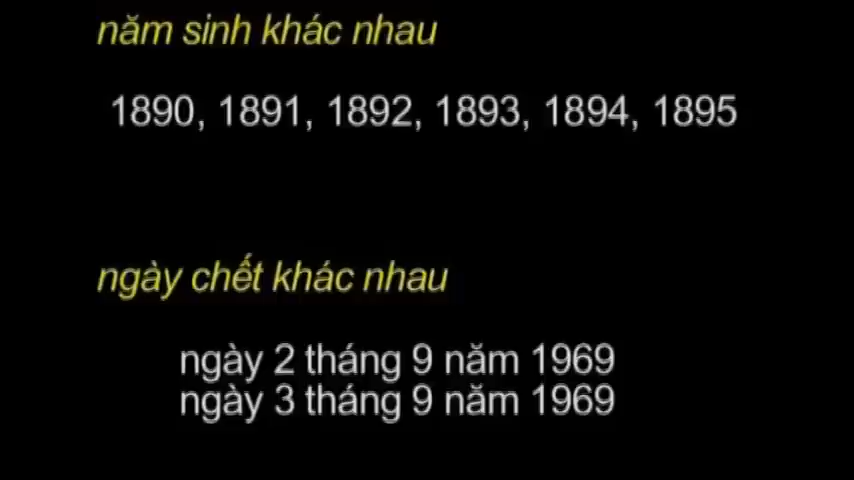 năm sinh khác nhau
1890, 1891, 1892, 1893, 1894, 1895
ngày chết khác nhau
ngày 2 tháng 9 năm 1969
ngày 3 tháng 9 năm 1969